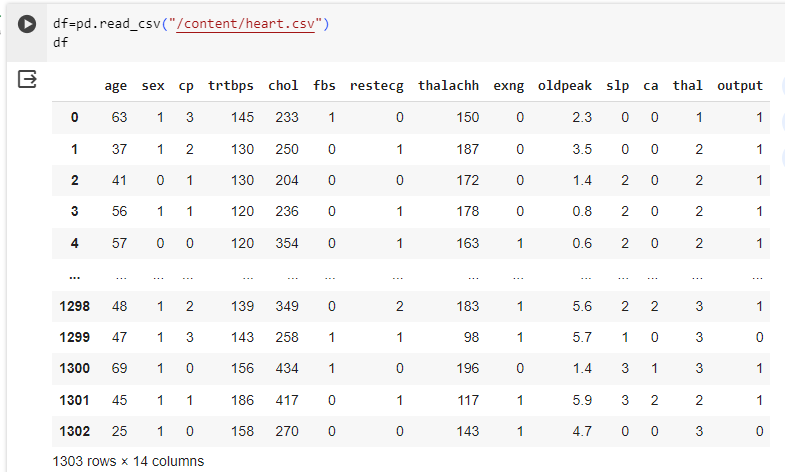 df=pd.read_csv("/content/heart.csv")
df
age sex cp trtbps chol fbs restecg thalachh exng oldpeak slp ca thal output
0 63 1 3 145 233 1 0 150 0 2.3 0 0 1 1
1 37 1 2 130 250 0 1 187 0 3.5 0 0 2 1
2 41 0 1 130 204 0 0 172 0 1.4 2 0 2 1
3 56 1 1 120 236 0 1 178 0 0.8 2 0 2 1
4 57 0 0 120 354 0 1 163 1 0.6 2 0 2 1
... ... ... ... ... ... ... ... ... ... ... ... ... ... ...
1298 48 1 2 139 349 0 2 183 1 5.6 2 2 3 1
1299 47 1 3 143 258 1 1 98 1 5.7 1 0 3 0
1300 69 1 0 156 434 1 0 196 0 1.4 3 1 3 1
1301 45 1 1 186 417 0 1 117 1 5.9 3 2 2 1
1302 25 1 0 158 270 0 0 143 1 4.7 0 0 3 0
1303 rows × 14 columns